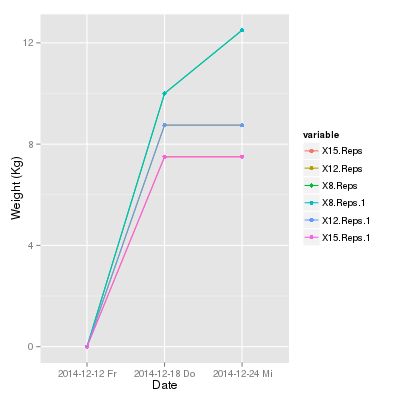 12
8
4
0
Weight (Kg)
2014-12-12 Fr
2014-12-18 Do
2014-12-24 Mi
Date
variable
X15.Reps
X12.Reps
X8.Reps
X8.Reps.1
X12.Reps.1
X15.Reps.1